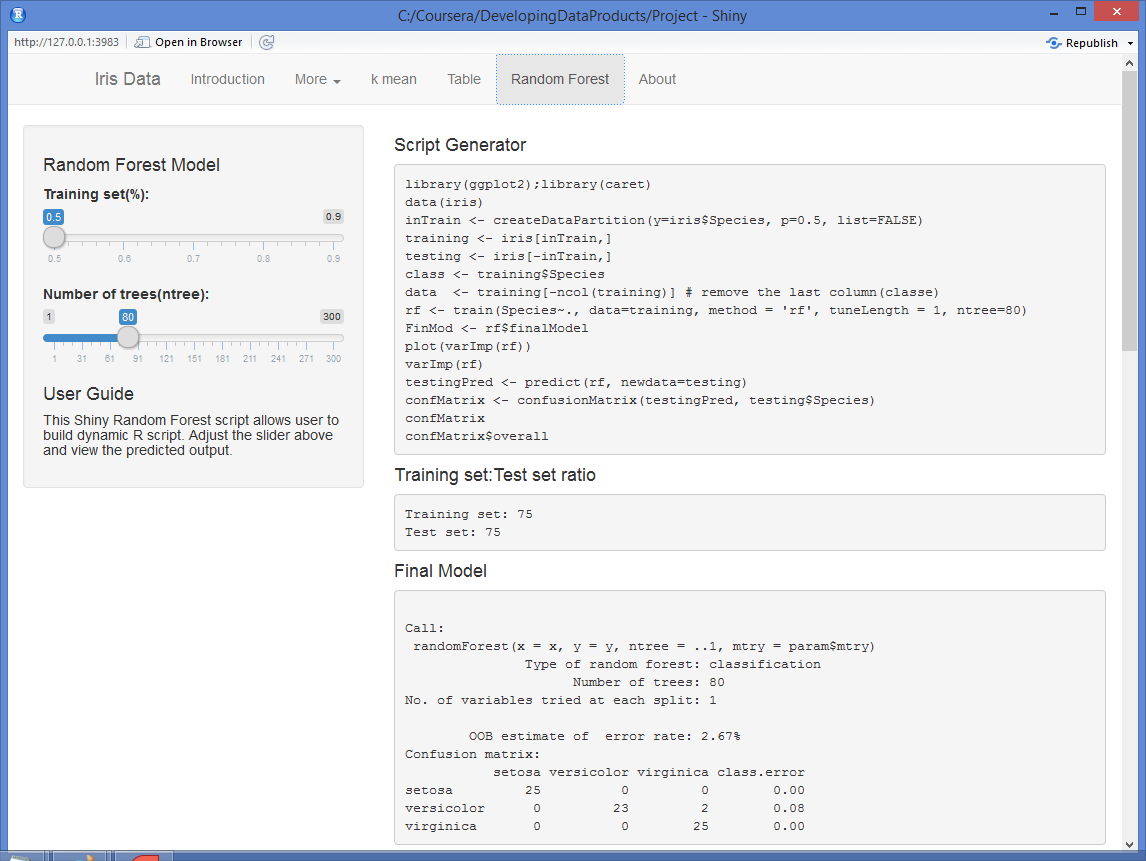 C:/Coursera/DevelopingDataProducts/Project - Shiny
http://127.0.0.1:3983 Open in Browser Republish
Iris Data Introduction More k mean Table Random Forest About
Random Forest Model
Training set(%):
0.5 0.9
0.5 0.6 0.7 0.8 0.9
Number of trees(ntree):
1 80 300
1 31 61 91 121 151 181 211 241 271 300
User Guide
This Shiny Random Forest script allows user to
build dynamic R script. Adjust the slider above
and view the predicted output.
Script Generator
library(ggplot2);library(caret)
data(iris)
inTrain <- createDataPartition(y=iris$Species, p=0.5, list=FALSE)
training <- iris[inTrain,]
testing <- iris[-inTrain,]
class <- training$Species
data  <- training[-ncol(training)] # remove the last column(classe)
rf <- train(Species~., data=training, method = 'rf', tuneLength = 1, ntree=80)
FinMod <- rf$finalModel
plot(varImp(rf))
varImp(rf)
testingPred <- predict(rf, newdata=testing)
confMatrix <- confusionMatrix(testingPred, testing$Species)
confMatrix
confMatrix$overall
Training set:Test set ratio
Training set: 75
Test set: 75
Final Model
Call:
randomForest(x = x, y = y, ntree = ..1, mtry = param$mtry)
Type of random forest: classification
Number of trees: 80
No. of variables tried at each split: 1
OOB estimate of  error rate: 2.67%
Confusion matrix:
setosa versicolor virginica class.error
setosa 25 0 0 0.00
versicolor 0 23 2 0.08
virginica 0 0 25 0.00